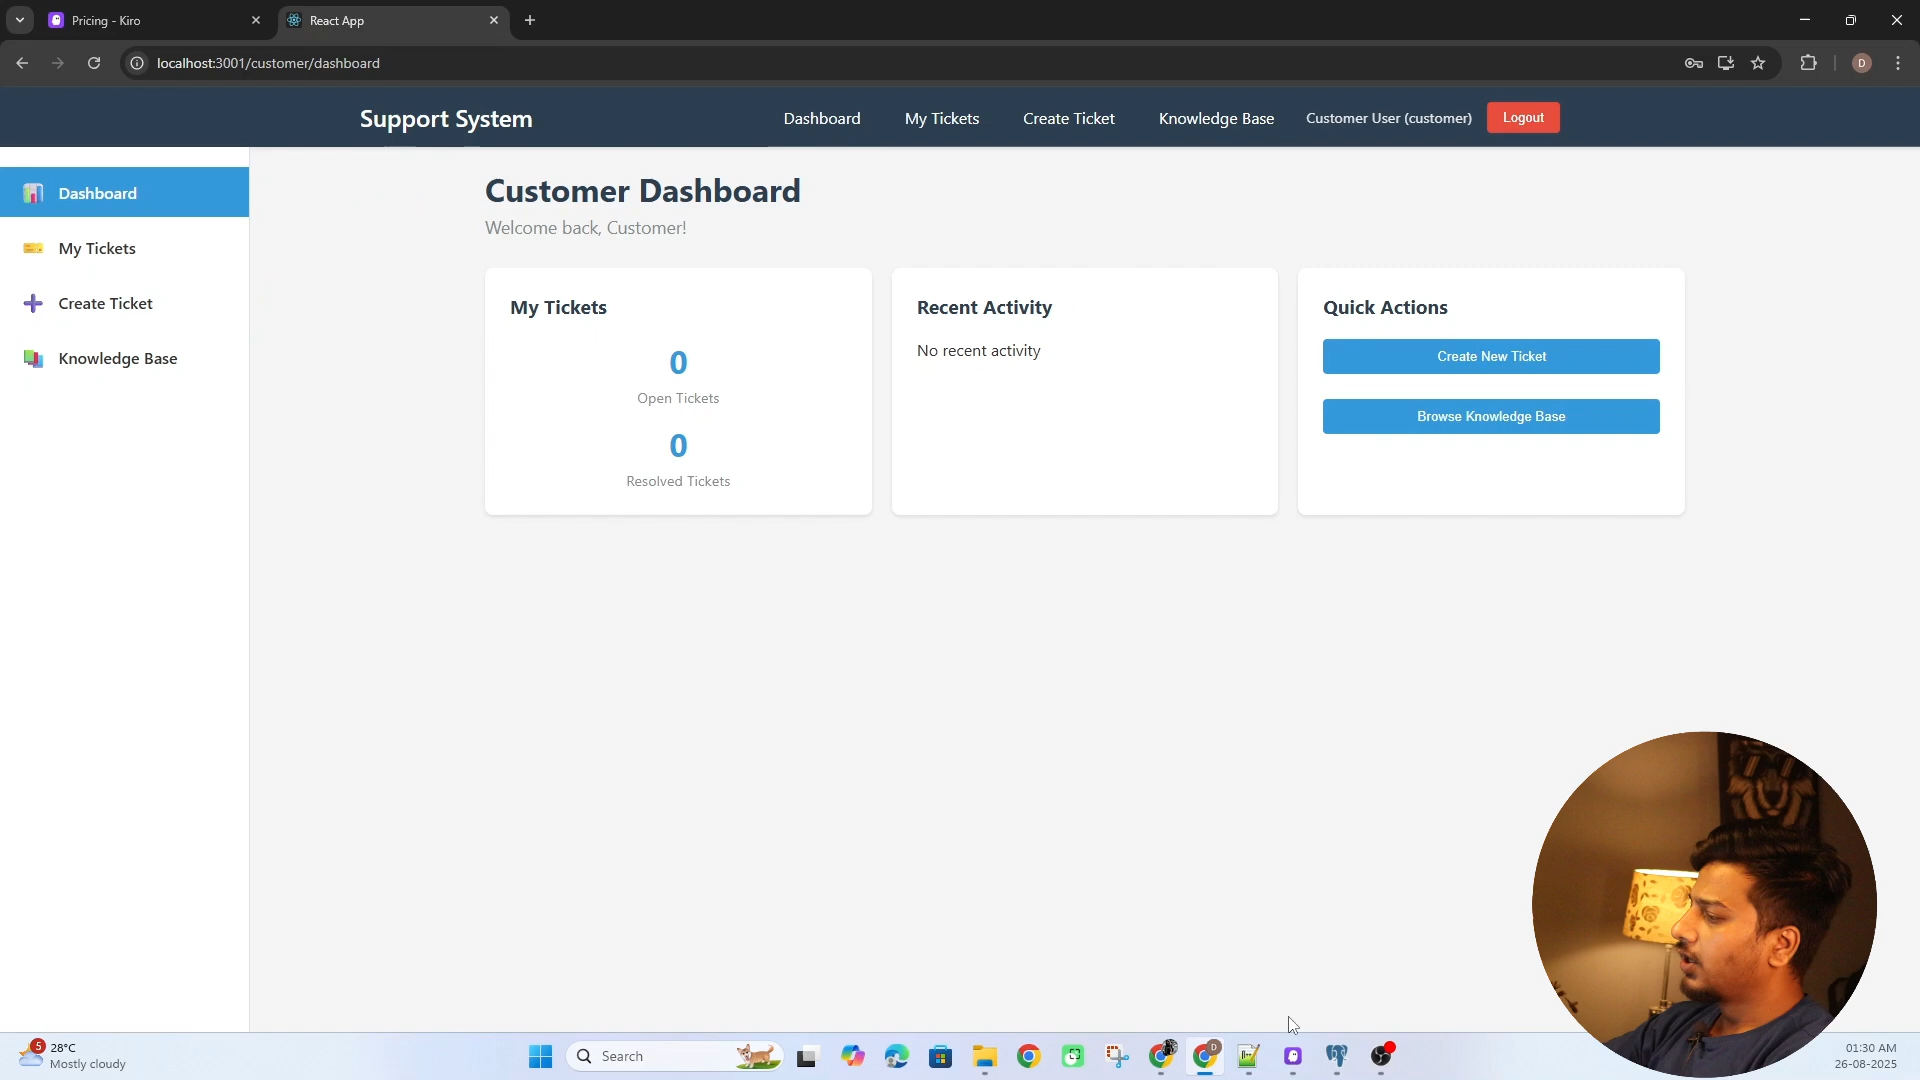 Pricing - Kiro
React App
localhost:3001/customer/dashboard
D
Support System
Dashboard
My Tickets
Create Ticket
Knowledge Base
Customer User (customer)
Logout
Dashboard
My Tickets
Create Ticket
Knowledge Base
Customer Dashboard
Welcome back, Customer!
My Tickets
0
Open Tickets
0
Resolved Tickets
Recent Activity
No recent activity
Quick Actions
Create New Ticket
Browse Knowledge Base
5
28°C
Mostly cloudy
Search
D
01:30 AM
26-08-2025